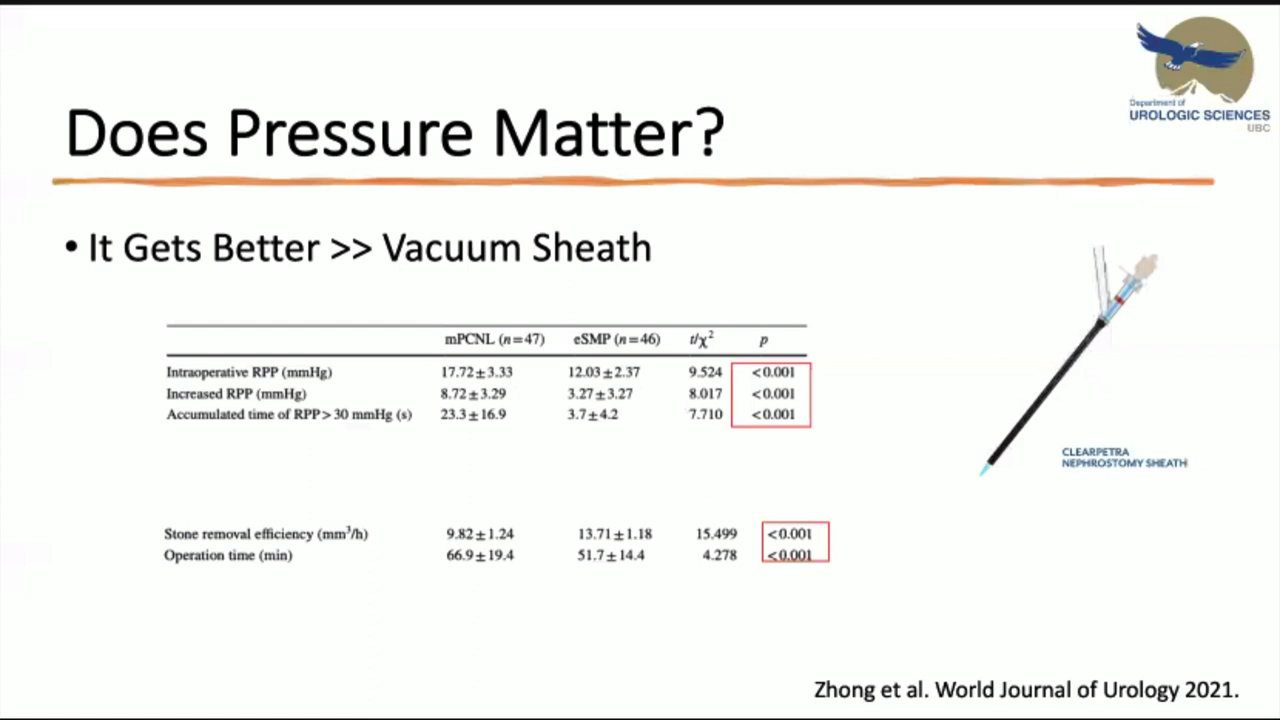 Department of
UROLOGIC SCIENCES
UBC
Does Pressure Matter?
• It Gets Better >> Vacuum Sheath
mPCNL (n=47) eSMP (n=46) t/χ² p
Intraoperative RPP (mmHg) 17.72±3.33 12.03±2.37 9.524 <0.001
Increased RPP (mmHg) 8.72±3.29 3.27±3.27 8.017 <0.001
Accumulated time of RPP>30 mmHg (s) 23.3±16.9 3.7±4.2 7.710 <0.001
CLEARPETRA
NEPHROSTOMY SHEATH
Stone removal efficiency (mm³/h) 9.82±1.24 13.71±1.18 15.499 <0.001
Operation time (min) 66.9±19.4 51.7±14.4 4.278 <0.001
Zhong et al. World Journal of Urology 2021.